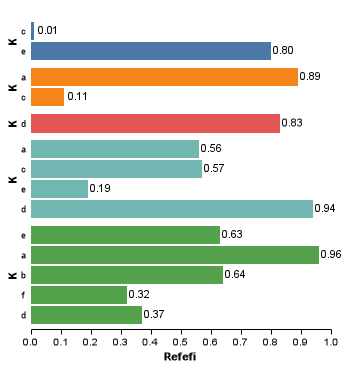 K
c 0.01
e 0.80
K
a 0.89
c 0.11
K
d 0.83
K
a 0.56
c 0.57
e 0.19
d 0.94
K
e 0.63
a 0.96
b 0.64
f 0.32
d 0.37
0.0 0.1 0.2 0.3 0.4 0.5 0.6 0.7 0.8 0.9 1.0
Refefi